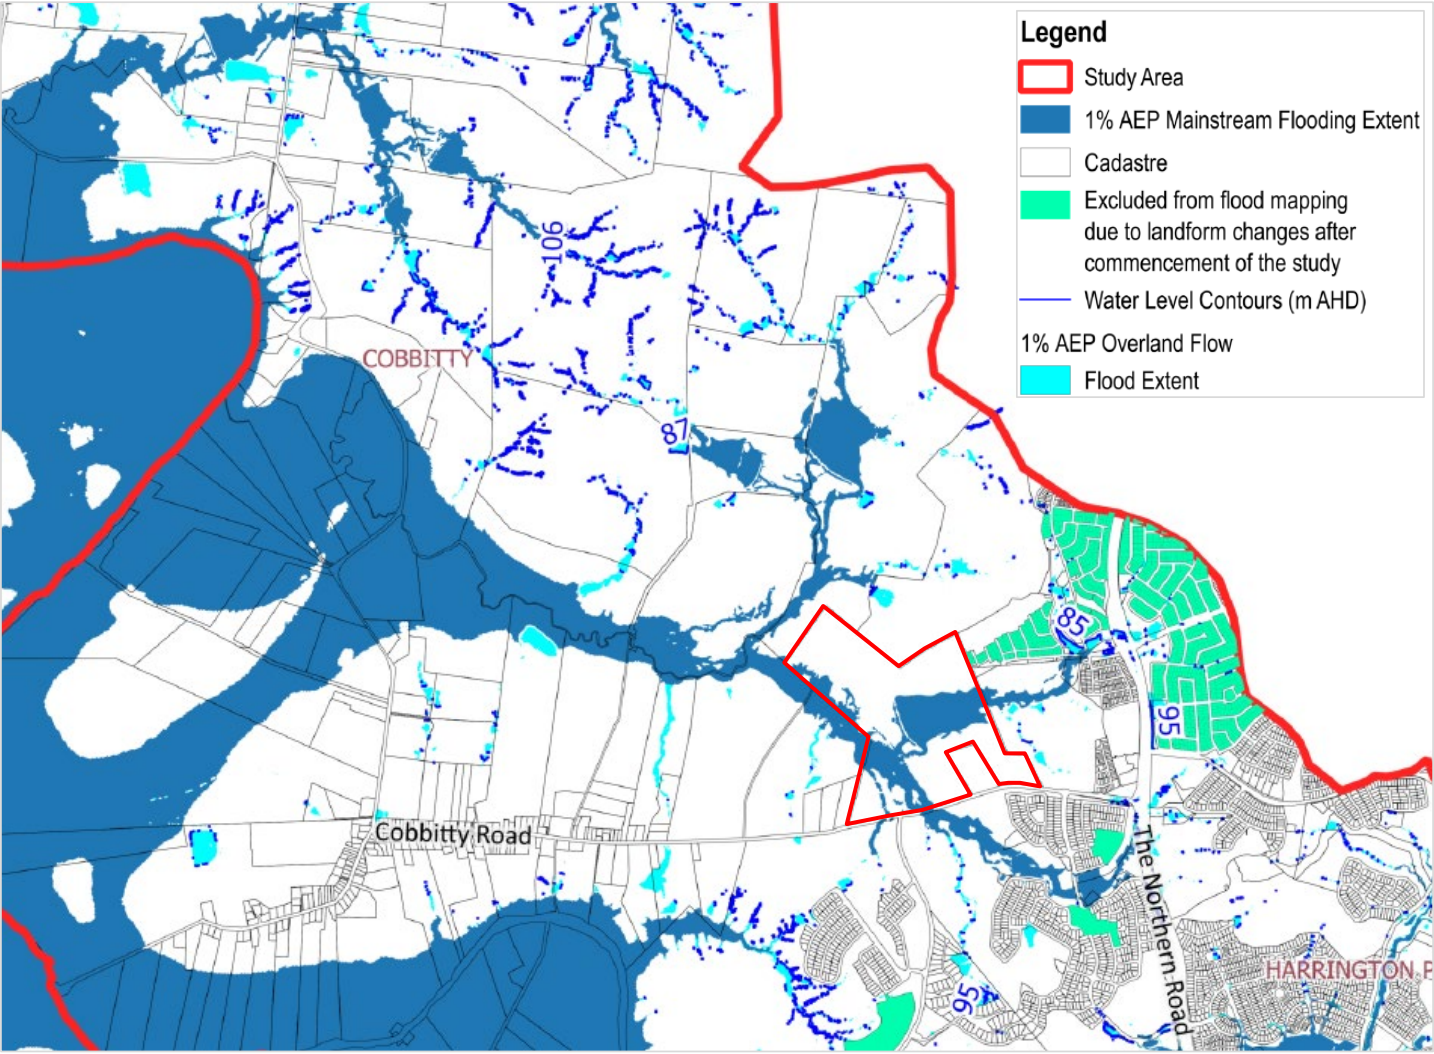 Legend
Study Area
1% AEP Mainstream Flooding Extent
Cadastre
Excluded from flood mapping
due to landform changes after
commencement of the study
Water Level Contours (m AHD)
1% AEP Overland Flow
Flood Extent
106
COBBITTY
87
85
95
Cobbitty Road
The Northern Road
HARRINGTON P
95